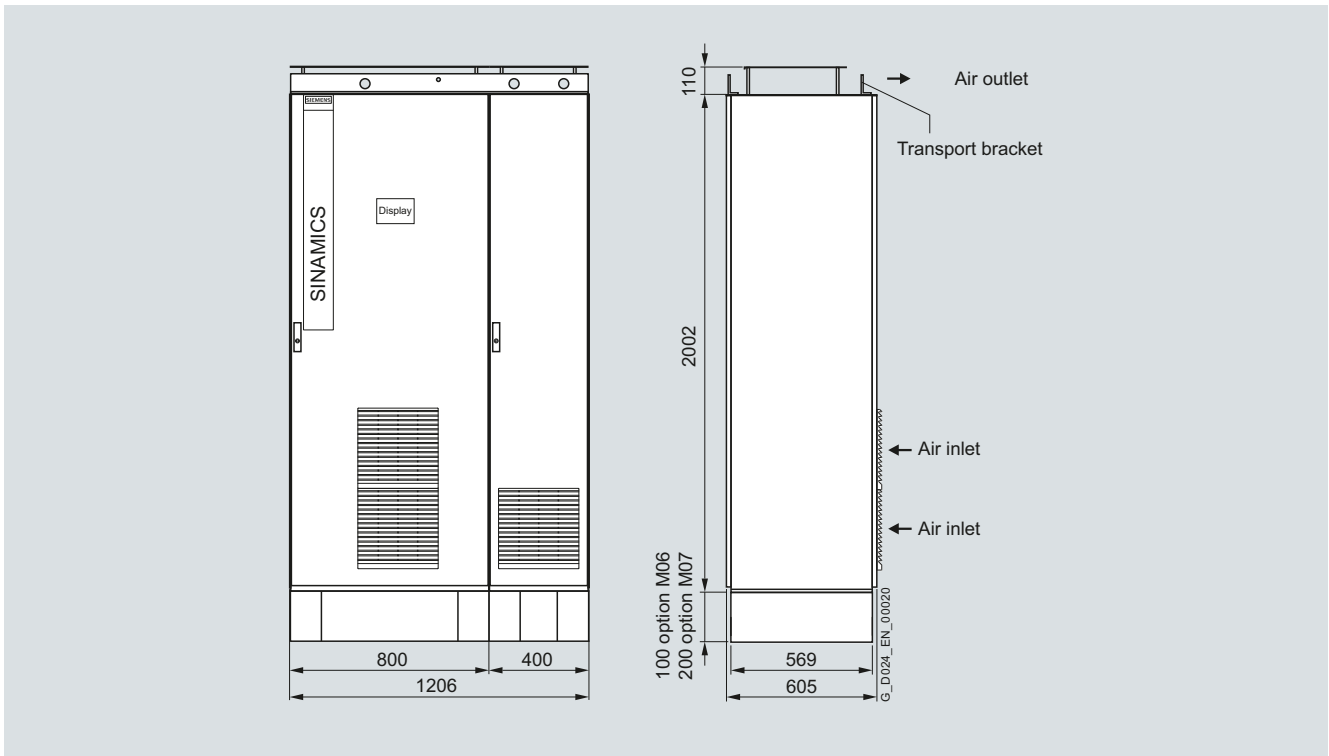 SIEMENS
SINAMICS
Display
800
400
1206
110
Air outlet
Transport bracket
2002
Air inlet
Air inlet
100 option M06
200 option M07
569
605
G_D024_EN_00020